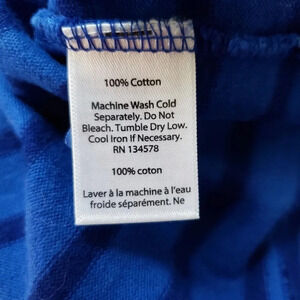 100% Cotton
Machine Wash Cold
Separately. Do Not
Bleach. Tumble Dry Low.
Cool Iron If Necessary.
RN 134578
100% coton
Laver à la machine à l'eau
froide séparément. Ne